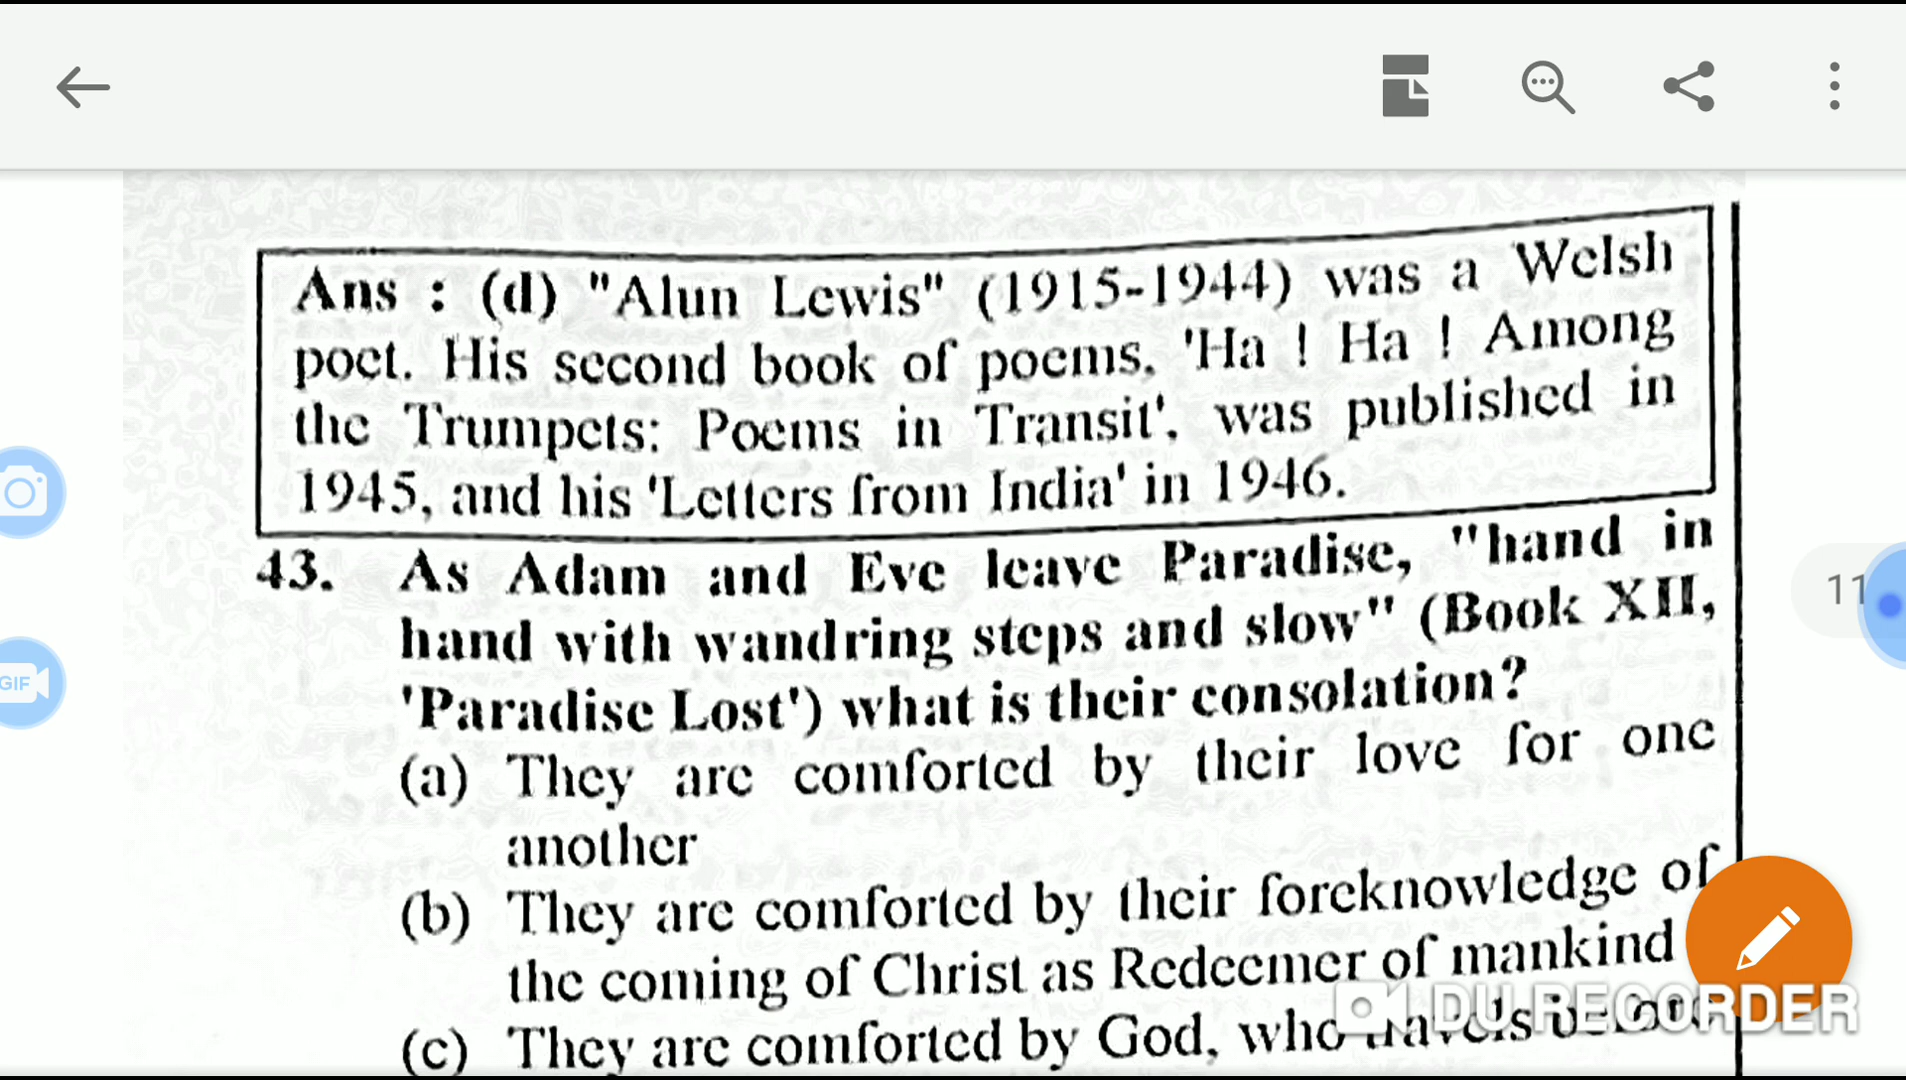 Ans : (d) "Alun Lewis" (1915-1944) was a Welsh
poet. His second book of poems, 'Ha ! Ha ! Among
the Trumpets: Poems in Transit', was published in
1945, and his 'Letters from India' in 1946.
43. As Adam and Eve leave Paradise, "hand in
hand with wandring steps and slow" (Book XII,
'Paradise Lost') what is their consolation?
(a) They are comforted by their love for one
another
(b) They are comforted by their foreknowledge of
the coming of Christ as Redeemer of mankind
(c) They are comforted by God, who travels before
GIF
11
DU RECORDER